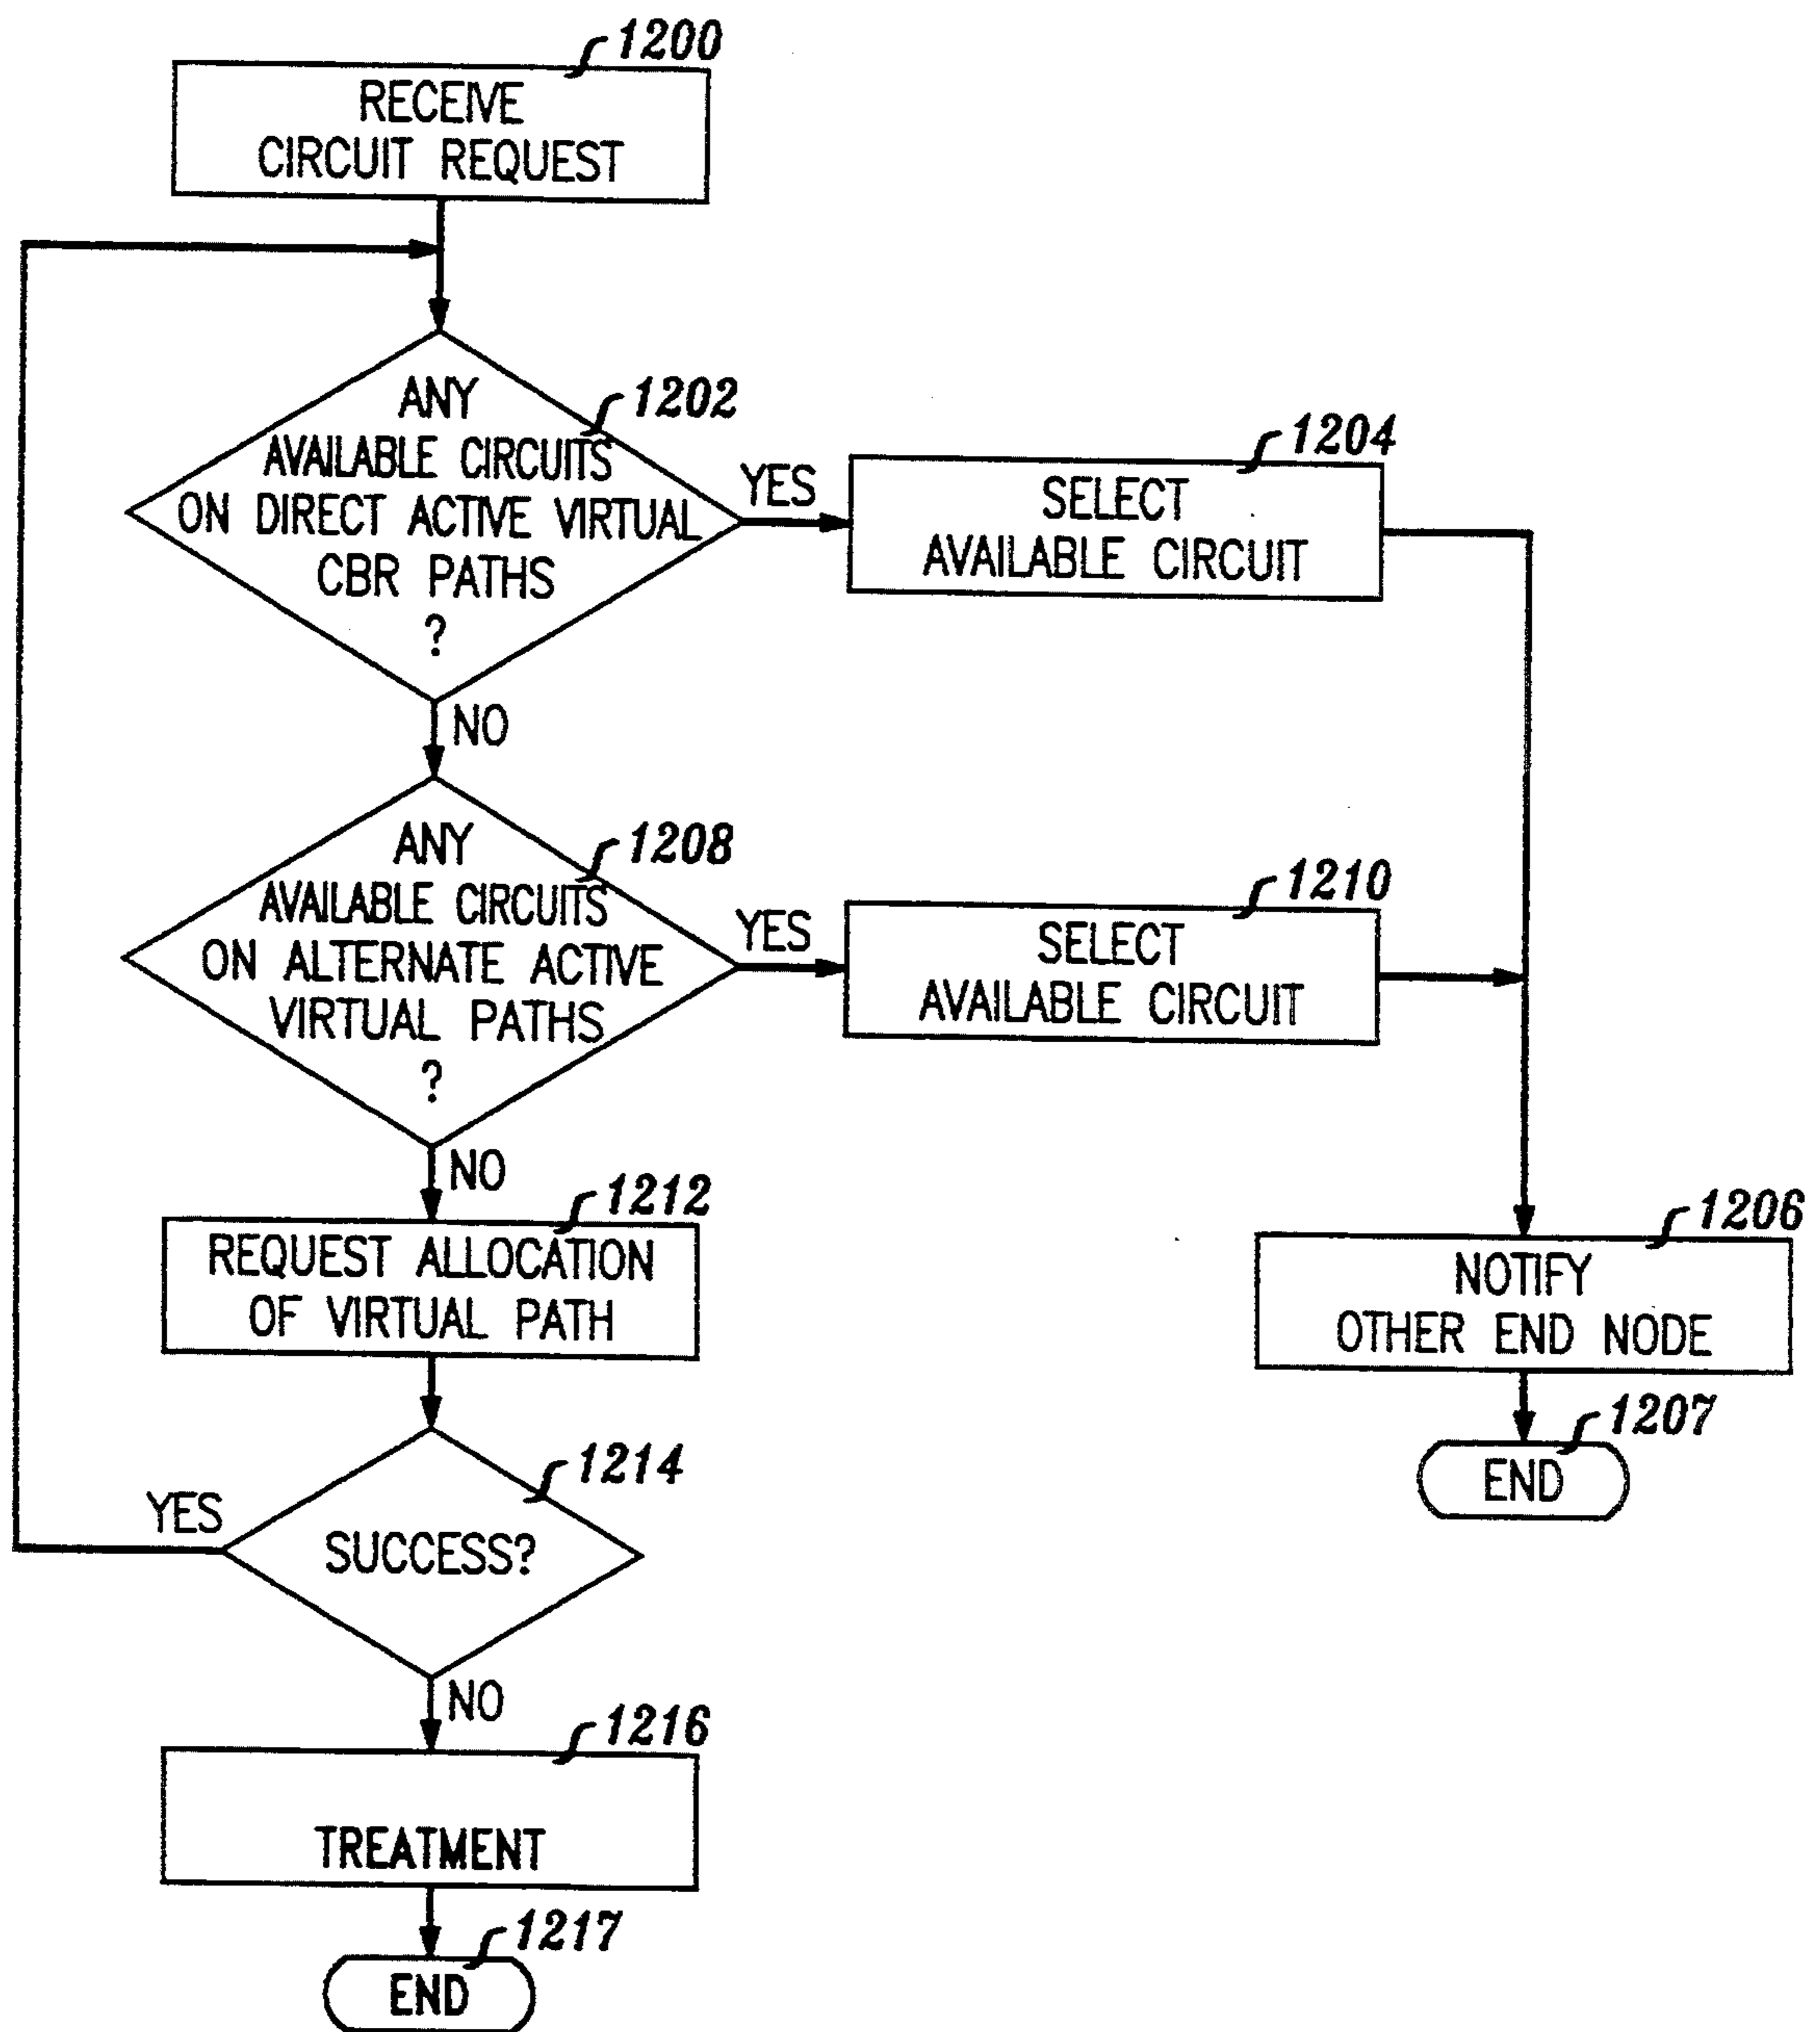 1200
RECEIVE
CIRCUIT REQUEST
1202
ANY
AVAILABLE CIRCUITS
ON DIRECT ACTIVE VIRTUAL
CBR PATHS
?
YES
1204
SELECT
AVAILABLE CIRCUIT
NO
1208
ANY
AVAILABLE CIRCUITS
ON ALTERNATE ACTIVE
VIRTUAL PATHS
?
YES
1210
SELECT
AVAILABLE CIRCUIT
NO
1212
REQUEST ALLOCATION
OF VIRTUAL PATH
1206
NOTIFY
OTHER END NODE
1207
END
1214
SUCCESS?
YES
NO
1216
TREATMENT
1217
END